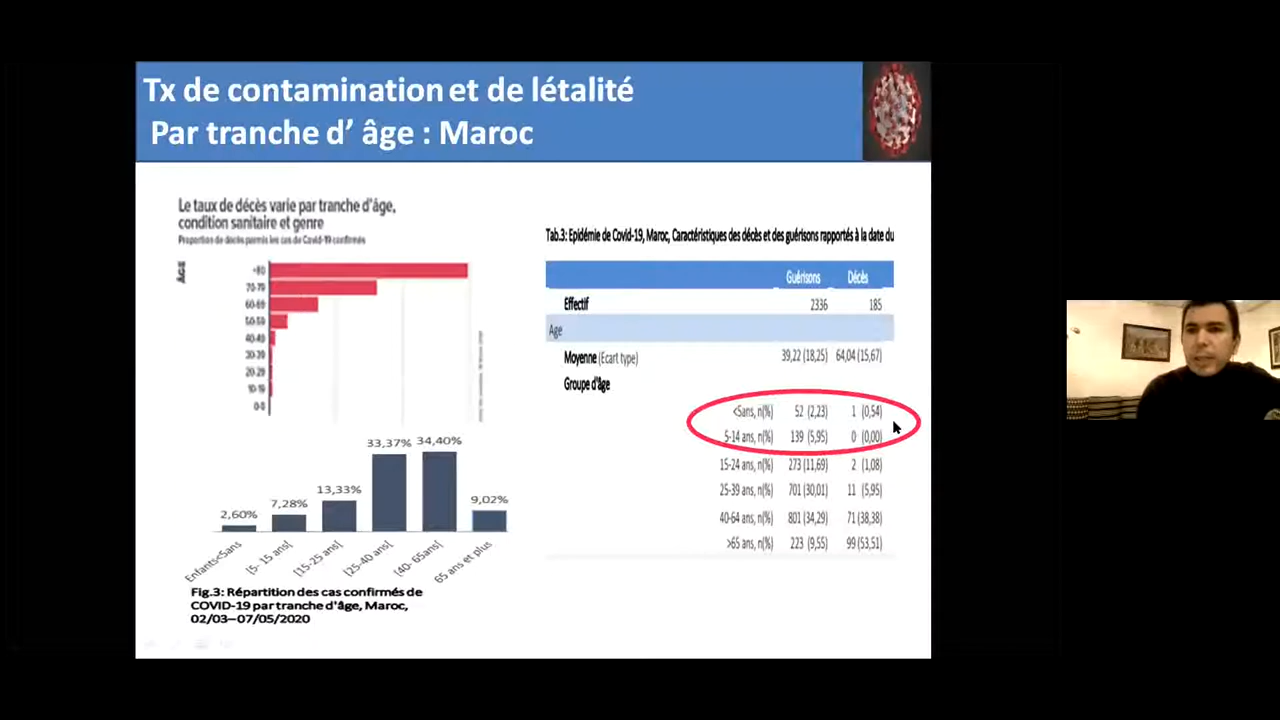 Tx de contamination et de létalité
Par tranche d’ âge : Maroc
Le taux de décès varie par tranche d'âge,
condition sanitaire et genre
Proportion de décès parmi les cas de Covid-19 confirmés
ÂGE
+80
70-79
60-69
50-59
40-49
30-39
20-29
10-19
0-9
2,60%
7,28%
13,33%
33,37%
34,40%
9,02%
Enfants<5ans
[5- 15 ans[
[15-25 ans[
[25-40 ans[
[40- 65ans[
65 ans et plus
Fig.3: Répartition des cas confirmés de
COVID-19 par tranche d'âge, Maroc,
02/03–07/05/2020
Tab.3: Epidémie de Covid-19, Maroc, Caractéristiques des décès et des guérisons rapportés à la date du
Guérisons Décès
Effectif 2336 185
Age
Moyenne (Ecart type) 39,22 (18,25) 64,04 (15,67)
Groupe d'âge
<5ans, n(%) 52 (2,23) 1 (0,54)
5-14 ans, n(%) 139 (5,95) 0 (0,00)
15-24 ans, n(%) 273 (11,69) 2 (1,08)
25-39 ans, n(%) 701 (30,01) 11 (5,95)
40-64 ans, n(%) 801 (34,29) 71 (38,38)
>65 ans, n(%) 223 (9,55) 99 (53,51)